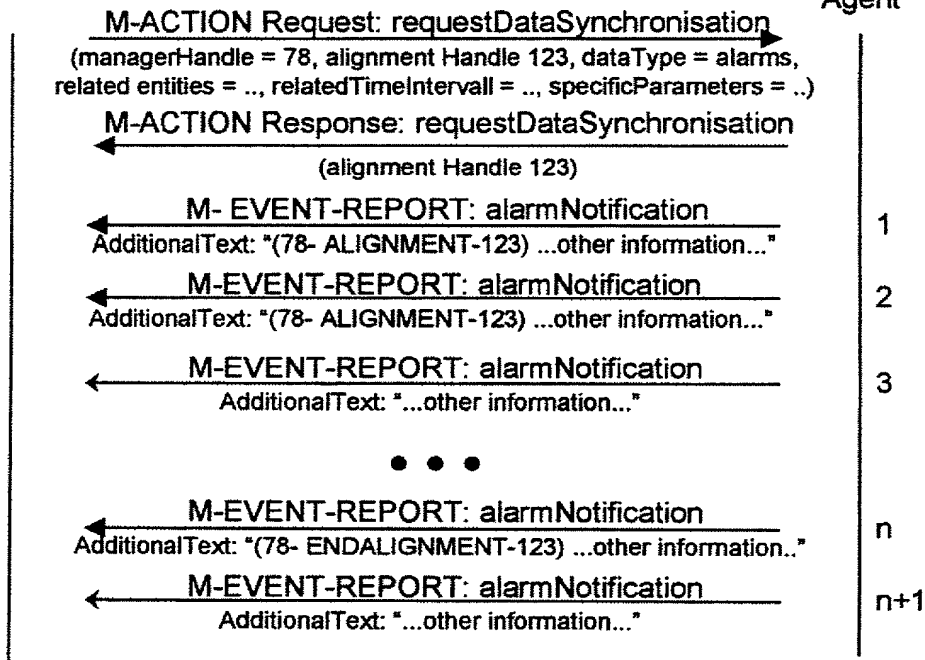 Agent
M-ACTION Request: requestDataSynchronisation
(managerHandle = 78, alignment Handle 123, dataType = alarms,
related entities = .., relatedTimeIntervall = .., specificParameters = ..)
M-ACTION Response: requestDataSynchronisation
(alignment Handle 123)
M- EVENT-REPORT: alarmNotification
1
AdditionalText: "(78- ALIGNMENT-123) ...other information..."
M-EVENT-REPORT: alarmNotification
2
AdditionalText: "(78- ALIGNMENT-123) ...other information..."
M-EVENT-REPORT: alarmNotification
3
AdditionalText: "...other information..."
• • •
M-EVENT-REPORT: alarmNotification
n
AdditionalText: "(78- ENDALIGNMENT-123) ...other information.."
M-EVENT-REPORT: alarmNotification
n+1
AdditionalText: "...other information..."